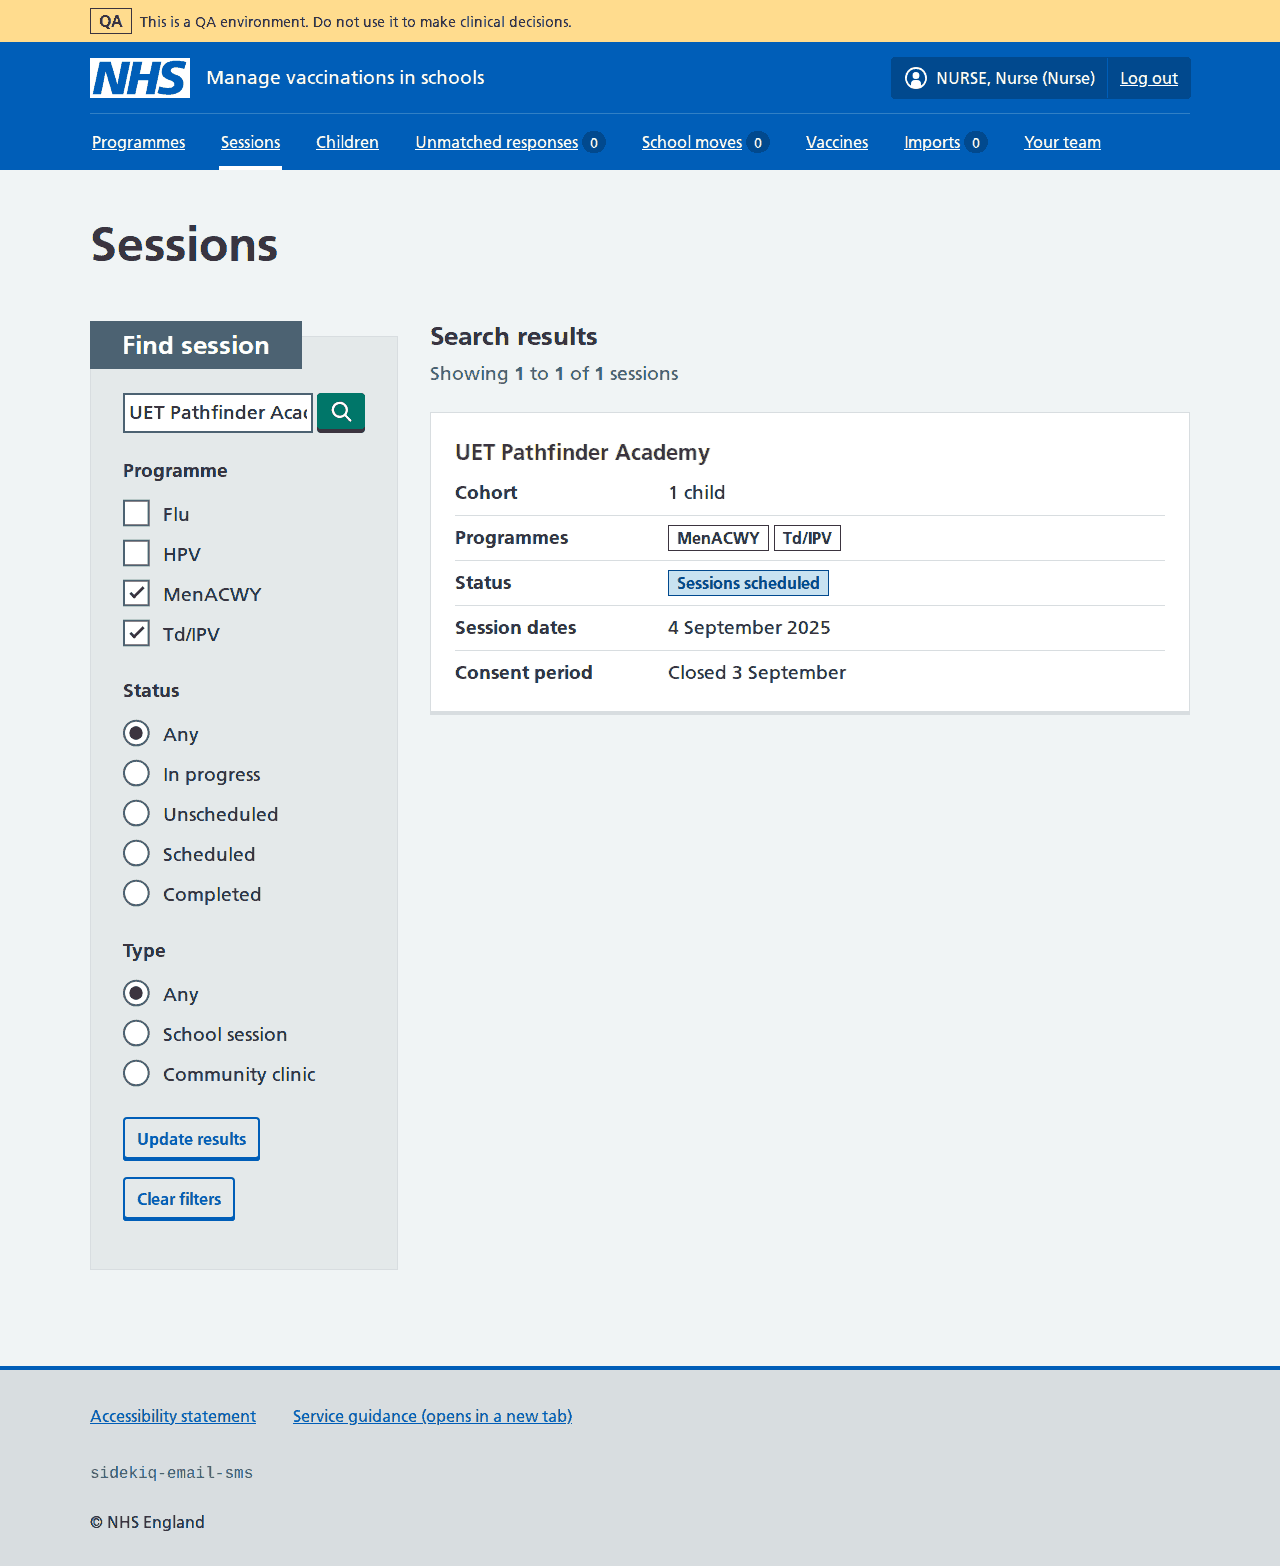 QA This is a QA environment. Do not use it to make clinical decisions.
NHS Manage vaccinations in schools NURSE, Nurse (Nurse) Log out
Programmes Sessions Children Unmatched responses 0 School moves 0 Vaccines Imports 0 Your team
Sessions
Find session
UET Pathfinder Aca
Programme
Flu
HPV
MenACWY
Td/IPV
Status
Any
In progress
Unscheduled
Scheduled
Completed
Type
Any
School session
Community clinic
Update results
Clear filters
Search results
Showing 1 to 1 of 1 sessions
UET Pathfinder Academy
Cohort 1 child
Programmes MenACWY Td/IPV
Status Sessions scheduled
Session dates 4 September 2025
Consent period Closed 3 September
Accessibility statement Service guidance (opens in a new tab)
sidekiq-email-sms
© NHS England